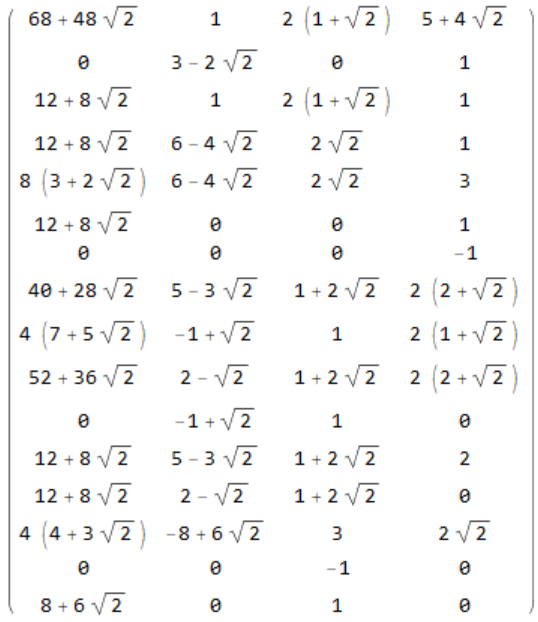 68 + 48 √2 1 2 (1 + √2) 5 + 4 √2
0 3 - 2 √2 0 1
12 + 8 √2 1 2 (1 + √2) 1
12 + 8 √2 6 - 4 √2 2 √2 1
8 (3 + 2 √2) 6 - 4 √2 2 √2 3
12 + 8 √2 0 0 1
0 0 0 -1
40 + 28 √2 5 - 3 √2 1 + 2 √2 2 (2 + √2)
4 (7 + 5 √2) -1 + √2 1 2 (1 + √2)
52 + 36 √2 2 - √2 1 + 2 √2 2 (2 + √2)
0 -1 + √2 1 0
12 + 8 √2 5 - 3 √2 1 + 2 √2 2
12 + 8 √2 2 - √2 1 + 2 √2 0
4 (4 + 3 √2) -8 + 6 √2 3 2 √2
0 0 -1 0
8 + 6 √2 0 1 0